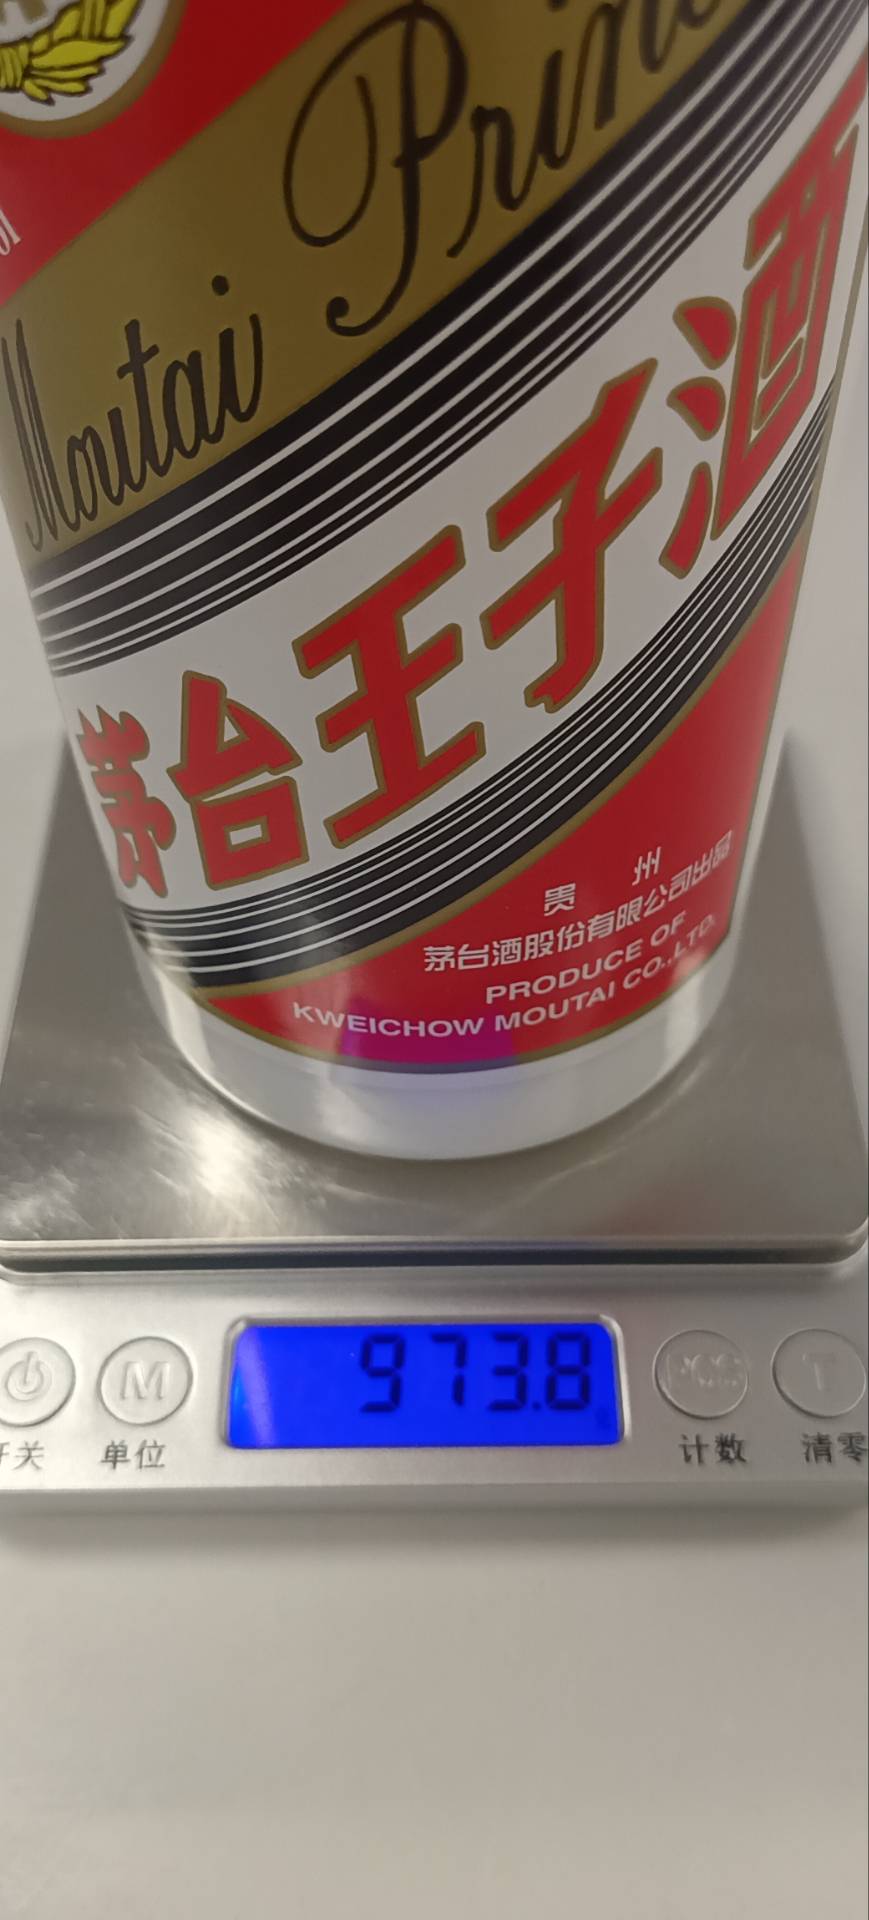 Moutai Prin
茅台王子酒
贵 州
茅台酒股份有限公司出品
PRODUCE OF
KWEICHOW MOUTAI CO.,LTD.
973.8
M PCS T
开关 单位 计数 清零